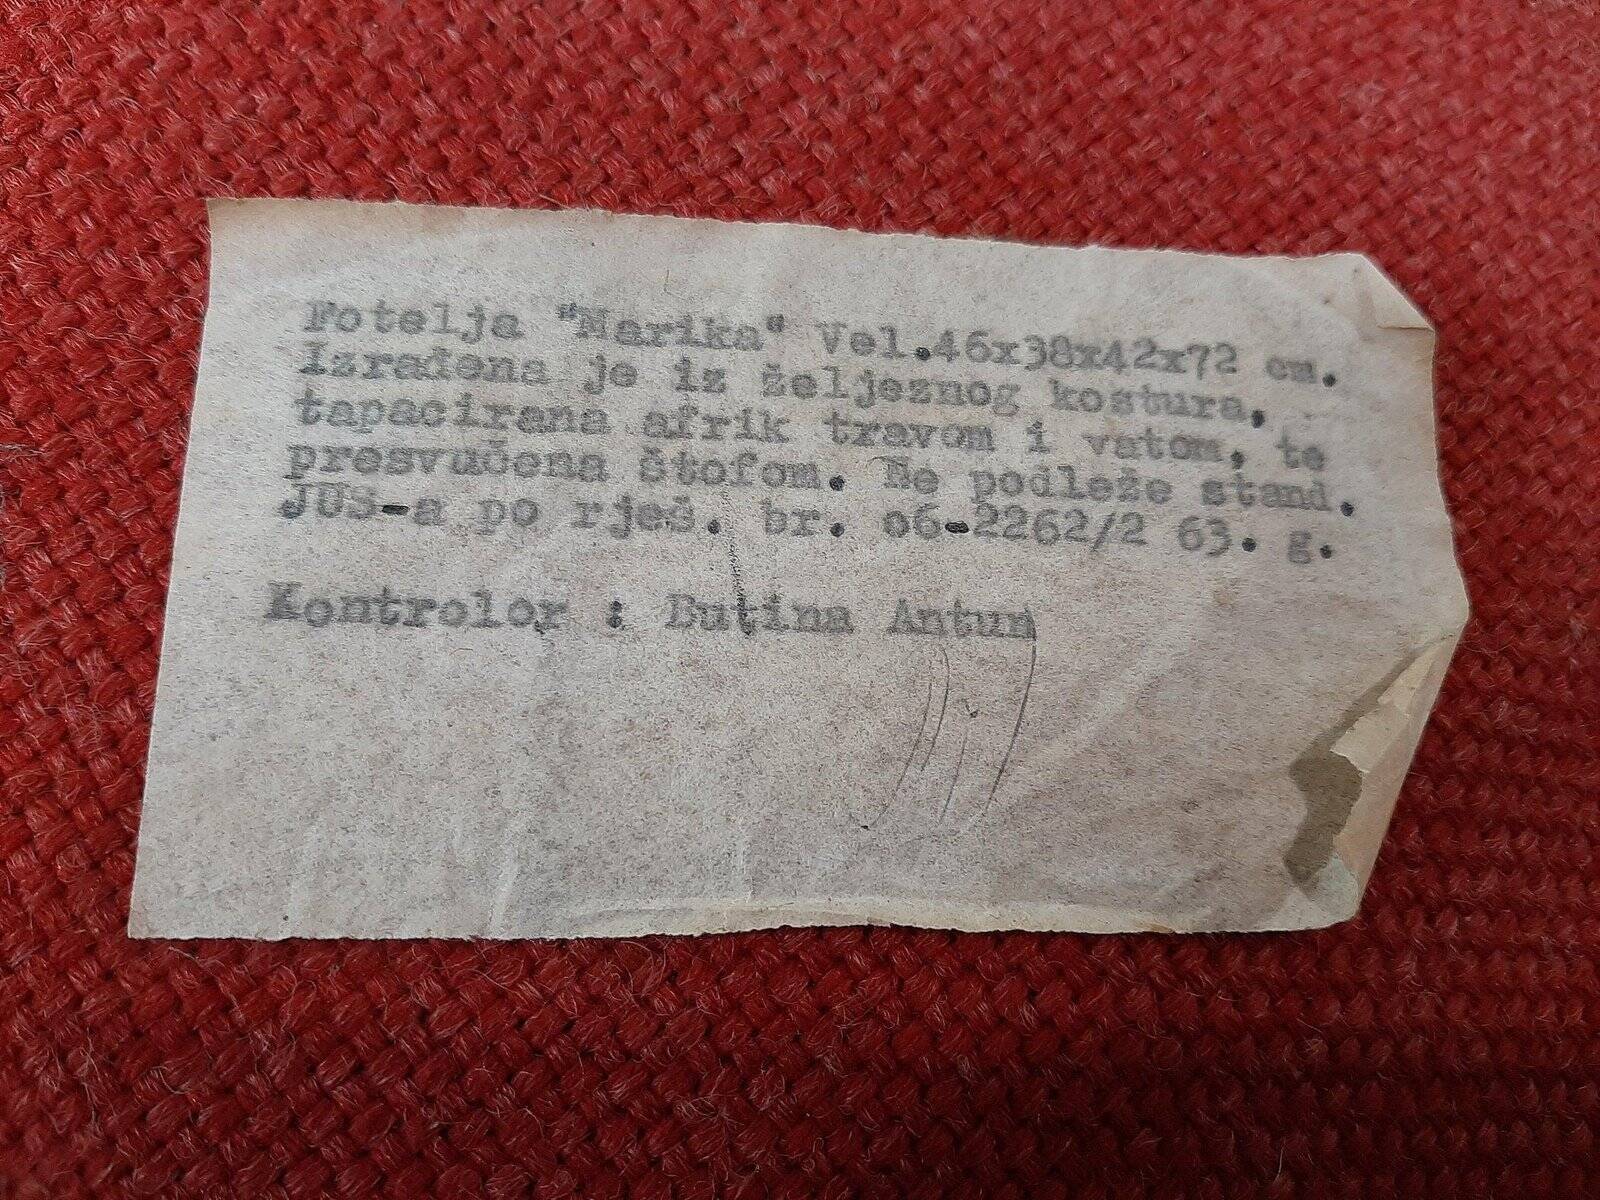 Fotelja "Marika" Vel.46x38x42x72 cm.
Izrađena je iz željeznog kostura,
tapacirana afrik travom i vatom, te
presvučena štofom. Ne podleže stand.
JUS-a po rješ. br. o6-2262/2 63. g.
Kontrolor : Butina Antun